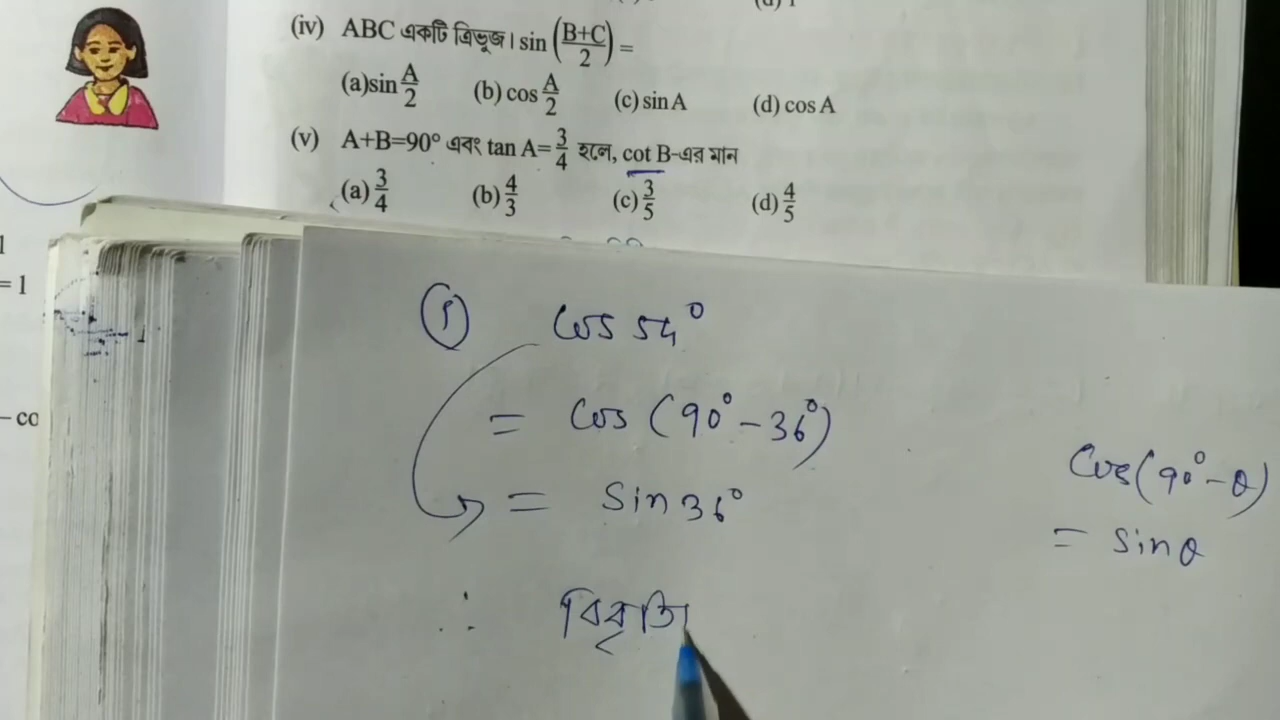 (iv) ABC একটি ত্রিভুজ। sin (B+C/2) =
(a) sin A/2 (b) cos A/2 (c) sin A (d) cos A
(v) A+B=90° এবং tan A= 3/4 হলে, cot B-এর মান
(a) 3/4 (b) 4/3 (c) 3/5 (d) 4/5
1
= 1
- co
① cos 54°
= cos (90° - 36°)
= sin 36°
cos (90° - θ)
= sin θ
∴ বিবৃতি